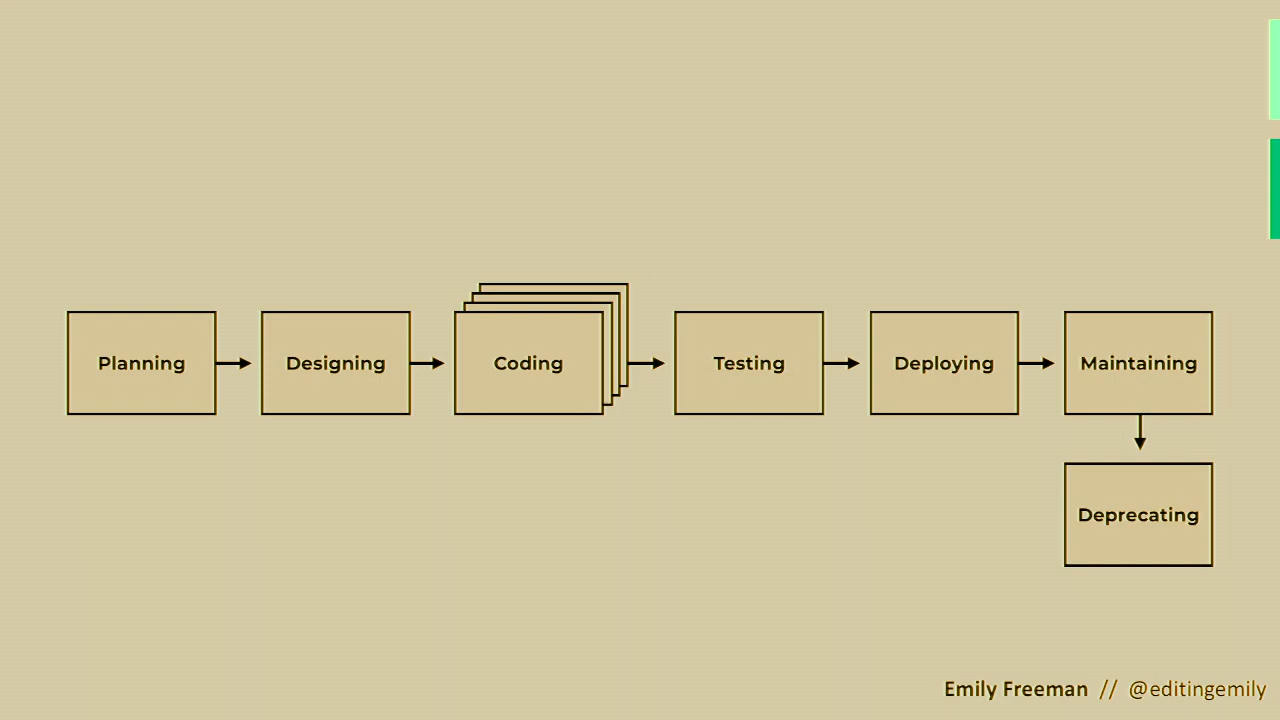 Planning
Designing
Coding
Testing
Deploying
Maintaining
Deprecating
Emily Freeman // @editingemily